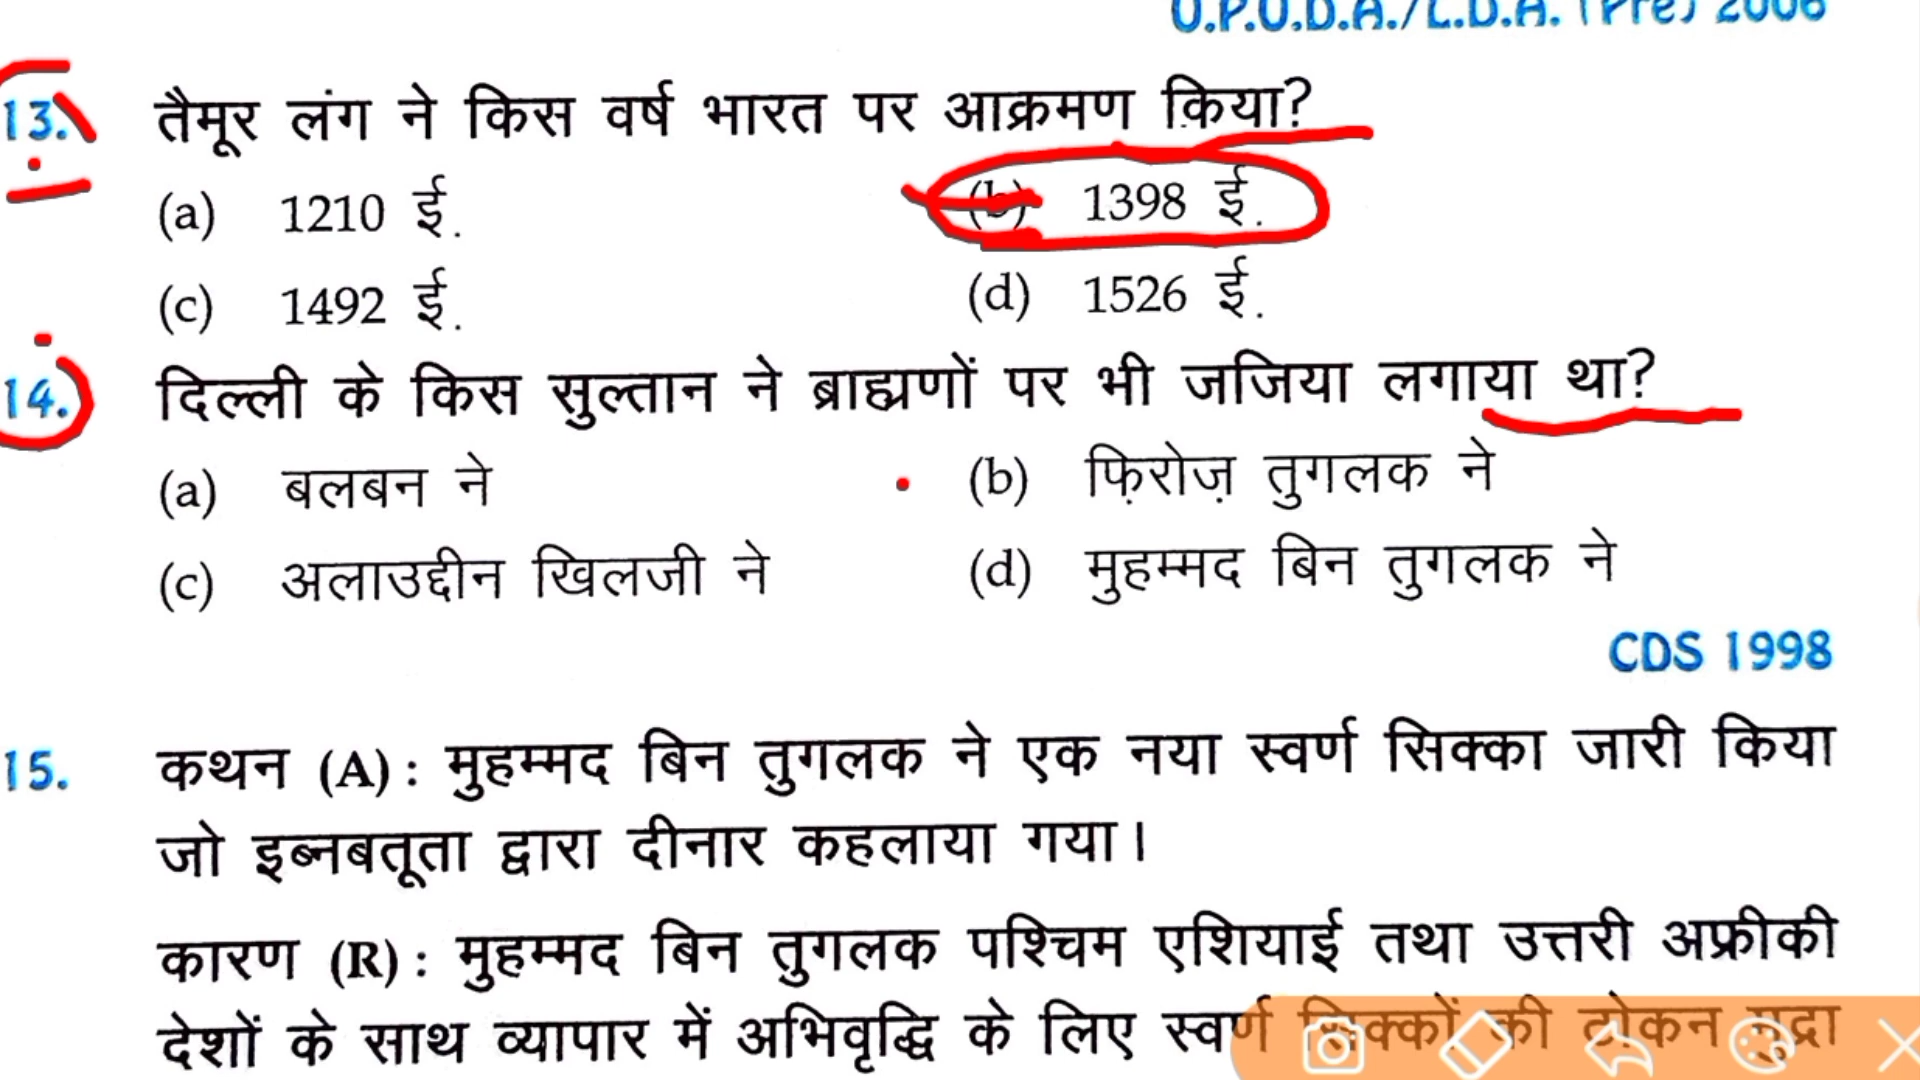 U.P.U.D.A./L.D.A. (Pre) 2006
13. तैमूर लंग ने किस वर्ष भारत पर आक्रमण किया?
(a) 1210 ई. (b) 1398 ई.
(c) 1492 ई. (d) 1526 ई.
14. दिल्ली के किस सुल्तान ने ब्राह्मणों पर भी जजिया लगाया था?
(a) बलबन ने (b) फ़िरोज़ तुगलक ने
(c) अलाउद्दीन खिलजी ने (d) मुहम्मद बिन तुगलक ने
CDS 1998
15. कथन (A) : मुहम्मद बिन तुगलक ने एक नया स्वर्ण सिक्का जारी किया
जो इब्नबतूता द्वारा दीनार कहलाया गया।
कारण (R) : मुहम्मद बिन तुगलक पश्चिम एशियाई तथा उत्तरी अफ्रीकी
देशों के साथ व्यापार में अभिवृद्धि के लिए स्वर्ण सिक्कों की टोकन मुद्रा